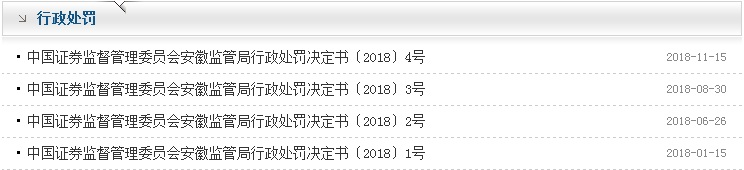 行政处罚
中国证券监督管理委员会安徽监管局行政处罚决定书〔2018〕4号 2018-11-15
中国证券监督管理委员会安徽监管局行政处罚决定书〔2018〕3号 2018-08-30
中国证券监督管理委员会安徽监管局行政处罚决定书〔2018〕2号 2018-06-26
中国证券监督管理委员会安徽监管局行政处罚决定书〔2018〕1号 2018-01-15